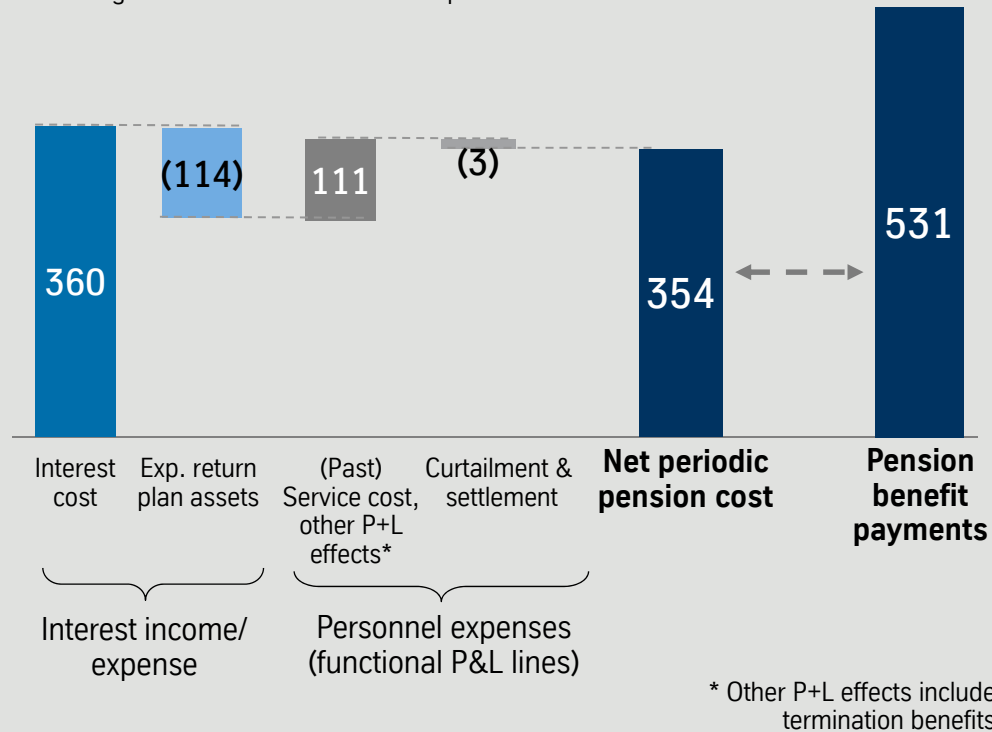 360
(114)
111
(3)
354
531
Interest
cost
Exp. return
plan assets
(Past)
Service cost,
other P+L
effects*
Curtailment &
settlement
Net periodic
pension cost
Pension
benefit
payments
Interest income/
expense
Personnel expenses
(functional P&L lines)
* Other P+L effects include
termination benefits